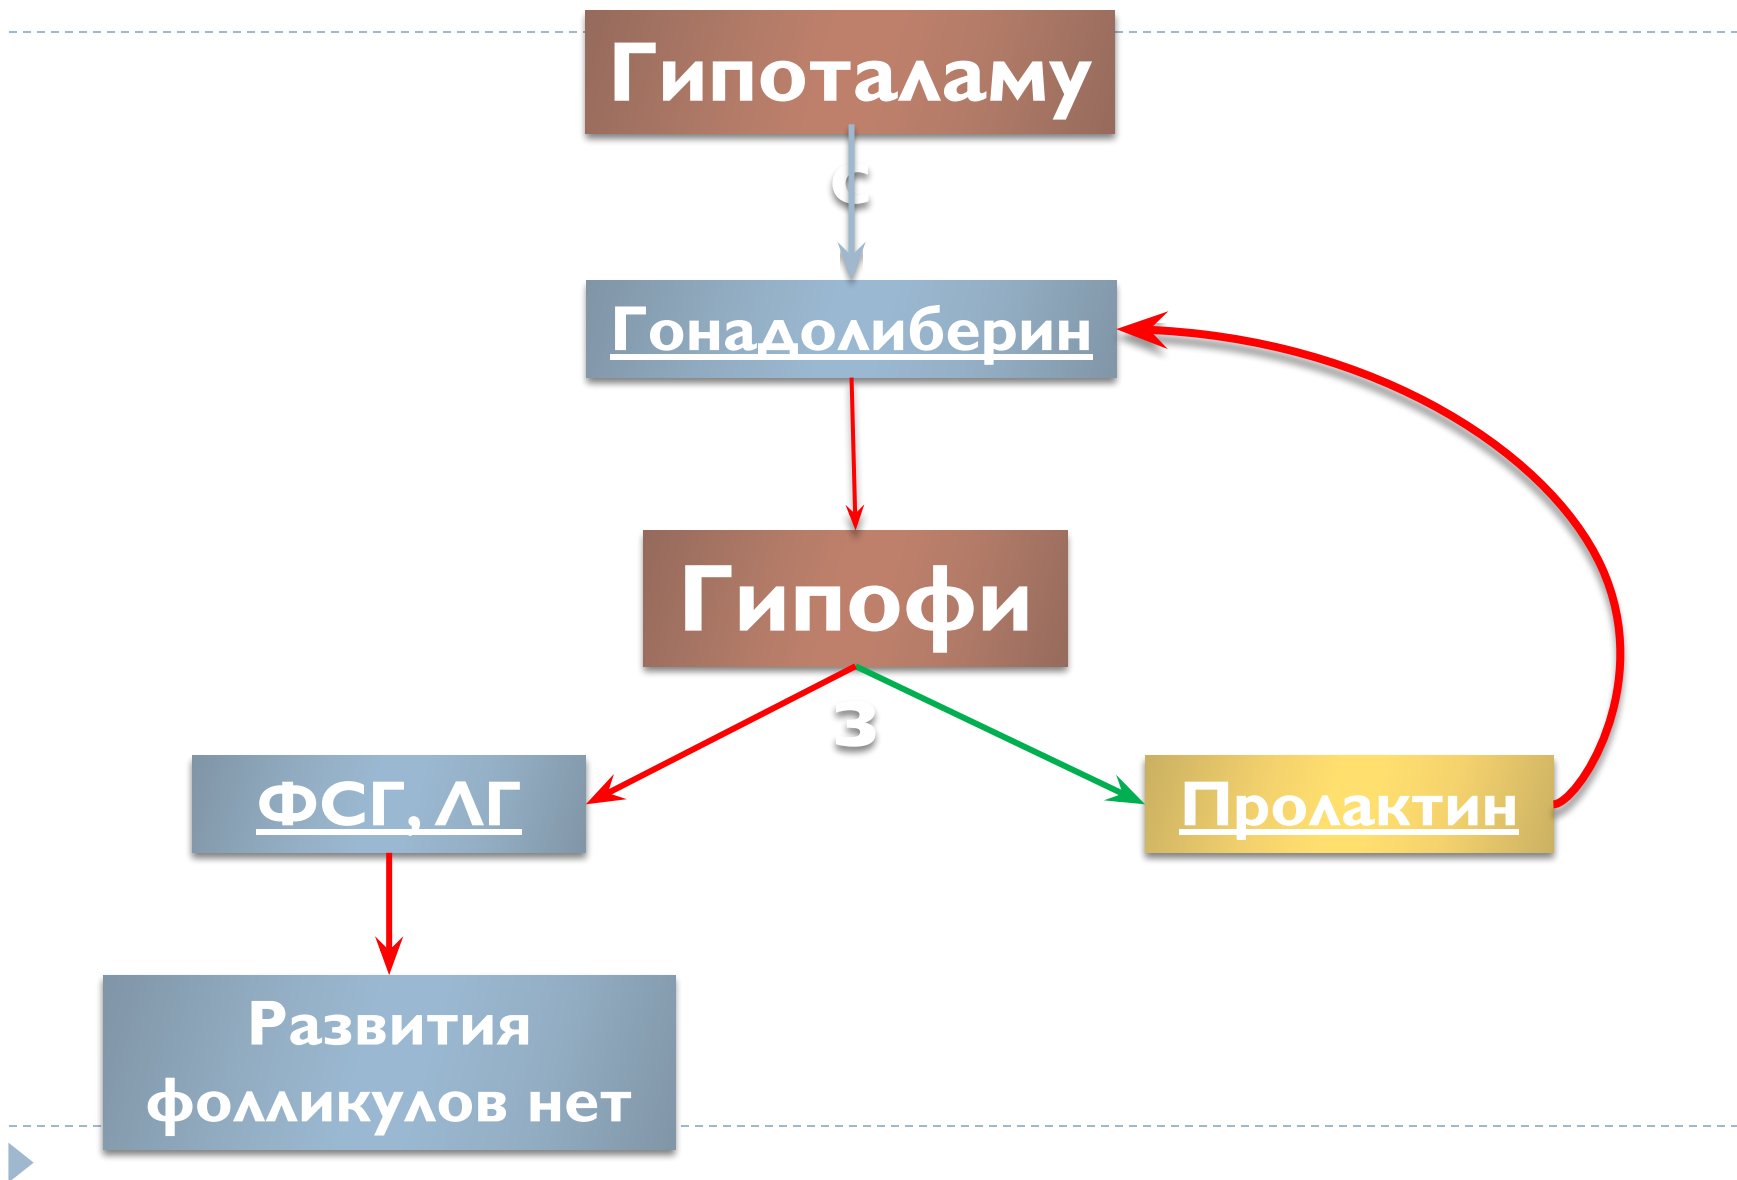 Гипоталаму
с
Гонадолиберин
Гипофи
з
ФСГ, ЛГ
Пролактин
Развития
фолликулов нет